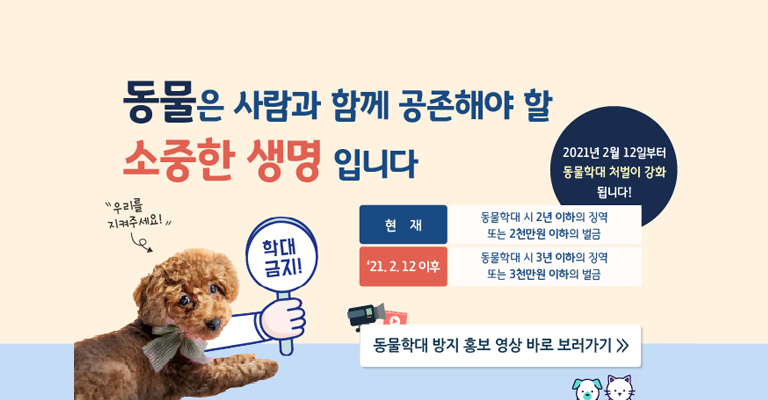 동물은 사람과 함께 공존해야 할
소중한 생명 입니다
2021년 2월 12일부터
동물학대 처벌이 강화
됩니다!
"우리를
지켜주세요!"
학대
금지!
현 재
동물학대 시 2년 이하의 징역
또는 2천만원 이하의 벌금
'21. 2. 12 이후
동물학대 시 3년 이하의 징역
또는 3천만원 이하의 벌금
동물학대 방지 홍보 영상 바로 보러가기 »